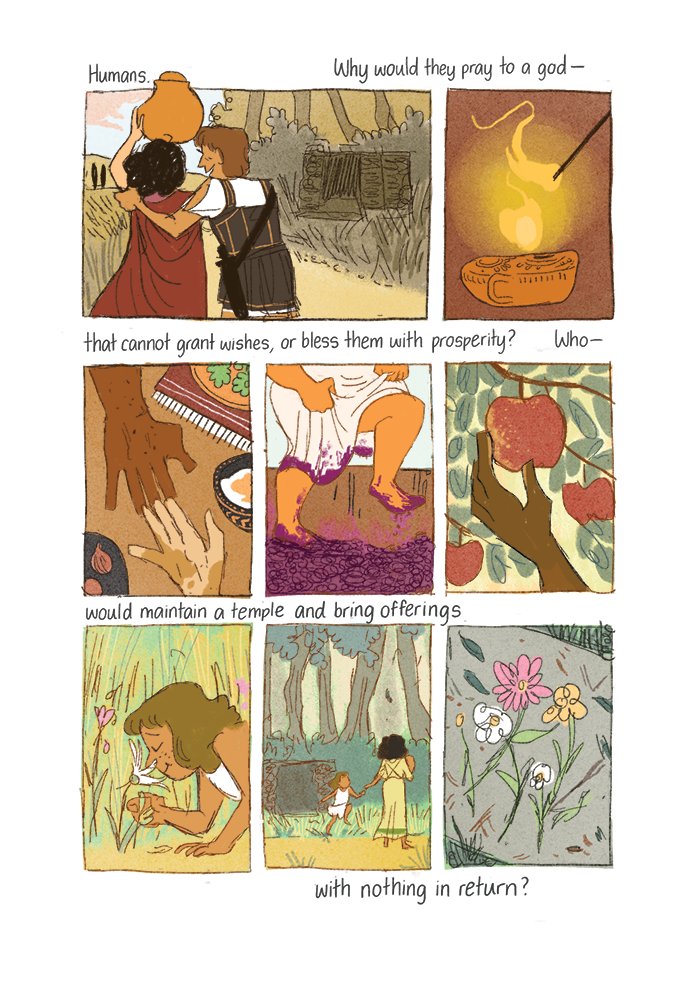 Humans.
Why would they pray to a god—
that cannot grant wishes, or bless them with prosperity?
Who—
would maintain a temple and bring offerings
with nothing in return?